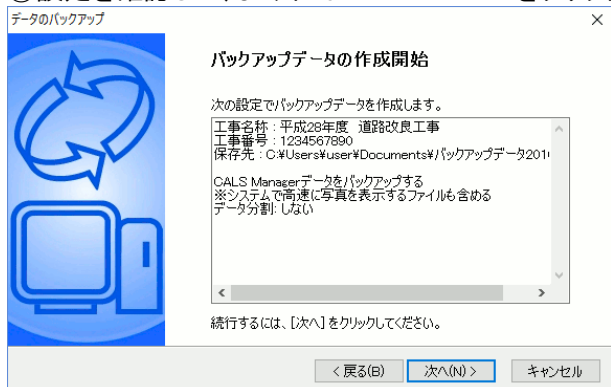 データのバックアップ
バックアップデータの作成開始
次の設定でバックアップデータを作成します。
工事名称：平成28年度　道路改良工事
工事番号：1234567890
保存先：C:¥Users¥user¥Documents¥バックアップデータ201
CALS Managerデータをバックアップする
※システムで高速に写真を表示するファイルも含める
データ分割: しない
続行するには、[次へ] をクリックしてください。
< 戻る(B)
次へ(N) >
キャンセル